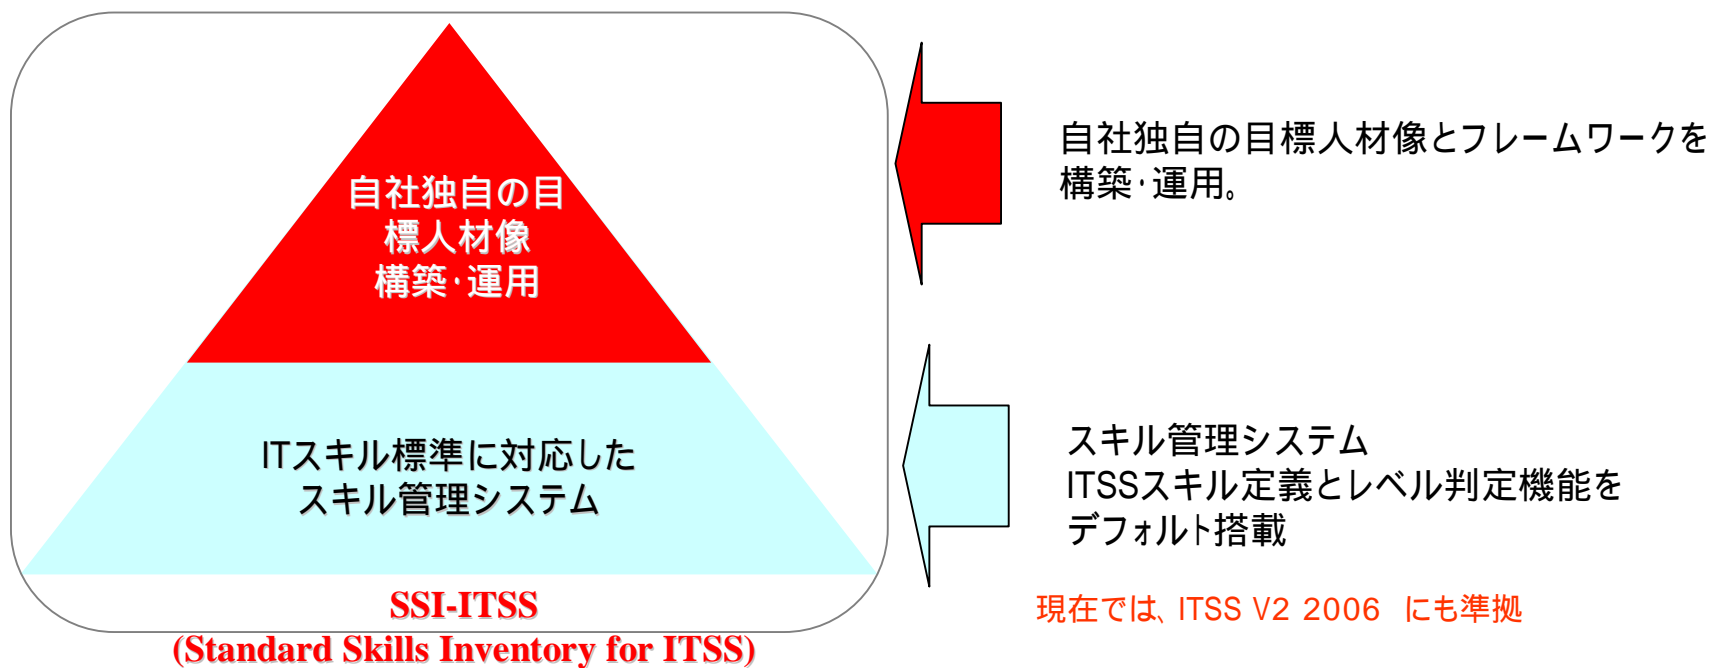 自社独自の目
標人材像
構築・運用
ITスキル標準に対応した
スキル管理システム
SSI-ITSS
(Standard Skills Inventory for ITSS)
自社独自の目標人材像とフレームワークを
構築・運用。
スキル管理システム
ITSSスキル定義とレベル判定機能を
デフォルト搭載
現在では、ITSS V2 2006 にも準拠